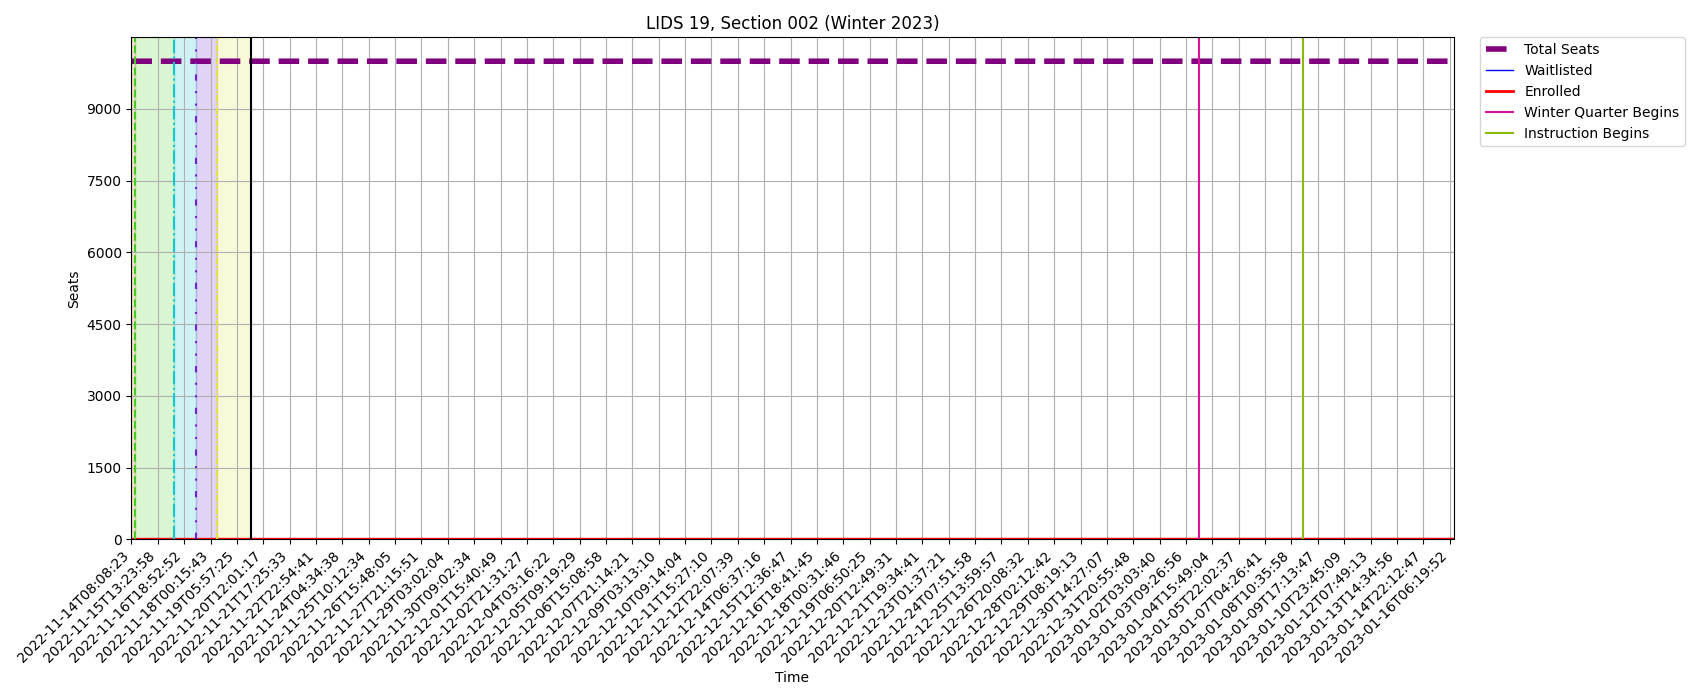 LIDS 19, Section 002 (Winter 2023)
Total Seats
Waitlisted
Enrolled
Winter Quarter Begins
Instruction Begins
Seats
9000
7500
6000
4500
3000
1500
0
2022-11-14T08:08:23
2022-11-15T13:23:58
2022-11-16T18:52:52
2022-11-18T00:15:43
2022-11-19T05:57:25
2022-11-20T12:01:17
2022-11-21T17:25:33
2022-11-22T22:54:41
2022-11-24T04:34:38
2022-11-25T10:12:34
2022-11-26T15:48:05
2022-11-27T21:15:51
2022-11-29T03:02:04
2022-11-30T09:02:34
2022-12-01T15:40:49
2022-12-02T21:31:27
2022-12-04T03:16:22
2022-12-05T09:19:29
2022-12-06T15:08:58
2022-12-07T21:14:21
2022-12-09T03:13:10
2022-12-10T09:14:04
2022-12-11T15:27:10
2022-12-12T22:07:39
2022-12-14T06:37:16
2022-12-15T12:36:47
2022-12-16T18:41:45
2022-12-18T00:31:46
2022-12-19T06:50:25
2022-12-20T12:49:31
2022-12-21T19:34:41
2022-12-23T01:37:21
2022-12-24T07:51:58
2022-12-25T13:59:57
2022-12-26T20:08:32
2022-12-28T02:12:42
2022-12-29T08:19:13
2022-12-30T14:27:07
2022-12-31T20:55:48
2023-01-02T03:03:40
2023-01-03T09:26:56
2023-01-04T15:49:04
2023-01-05T22:02:37
2023-01-07T04:26:41
2023-01-08T10:35:58
2023-01-09T17:13:47
2023-01-10T23:45:09
2023-01-12T07:49:13
2023-01-13T14:34:56
2023-01-14T22:12:47
2023-01-16T06:19:52
Time